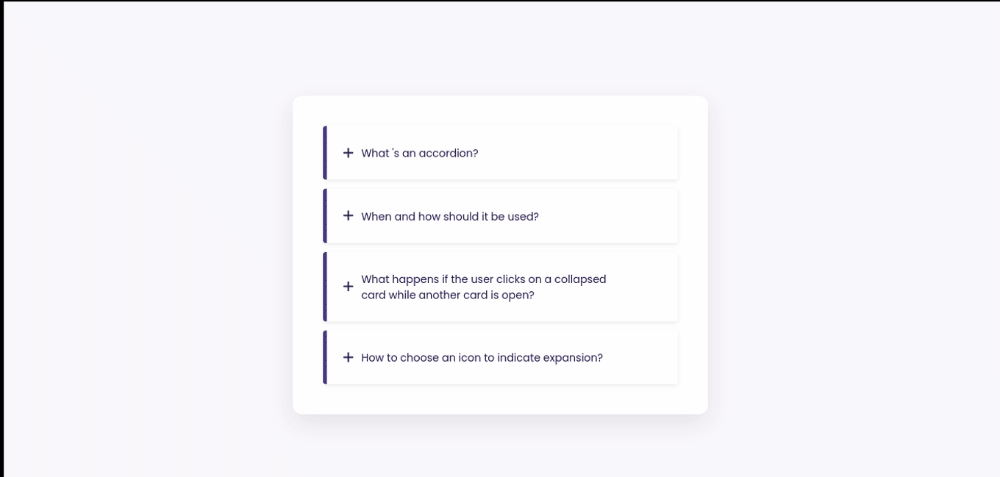 What 's an accordion?
When and how should it be used?
What happens if the user clicks on a collapsed
card while another card is open?
How to choose an icon to indicate expansion?